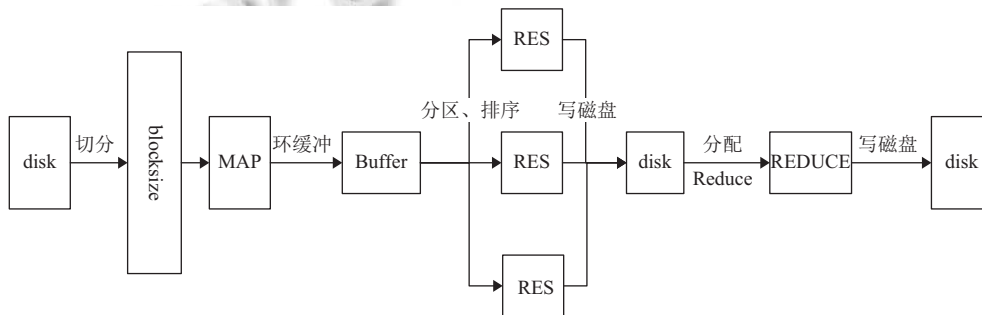 disk
切分
blocksize
MAP
环缓冲
Buffer
分区、排序
RES
RES
RES
写磁盘
disk
分配
Reduce
REDUCE
写磁盘
disk